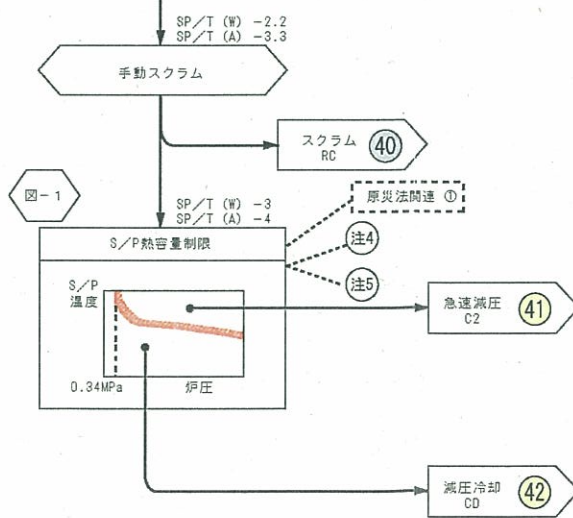 SP/T (W) -2.2
SP/T (A) -3.3
手動スクラム
スクラム
RC
40
図-1
SP/T (W) -3
SP/T (A) -4
原災法関連 ①
S/P熱容量制限
注4
注5
S/P
温度
急速減圧
C2
41
0.34MPa
炉圧
減圧冷却
CD
42